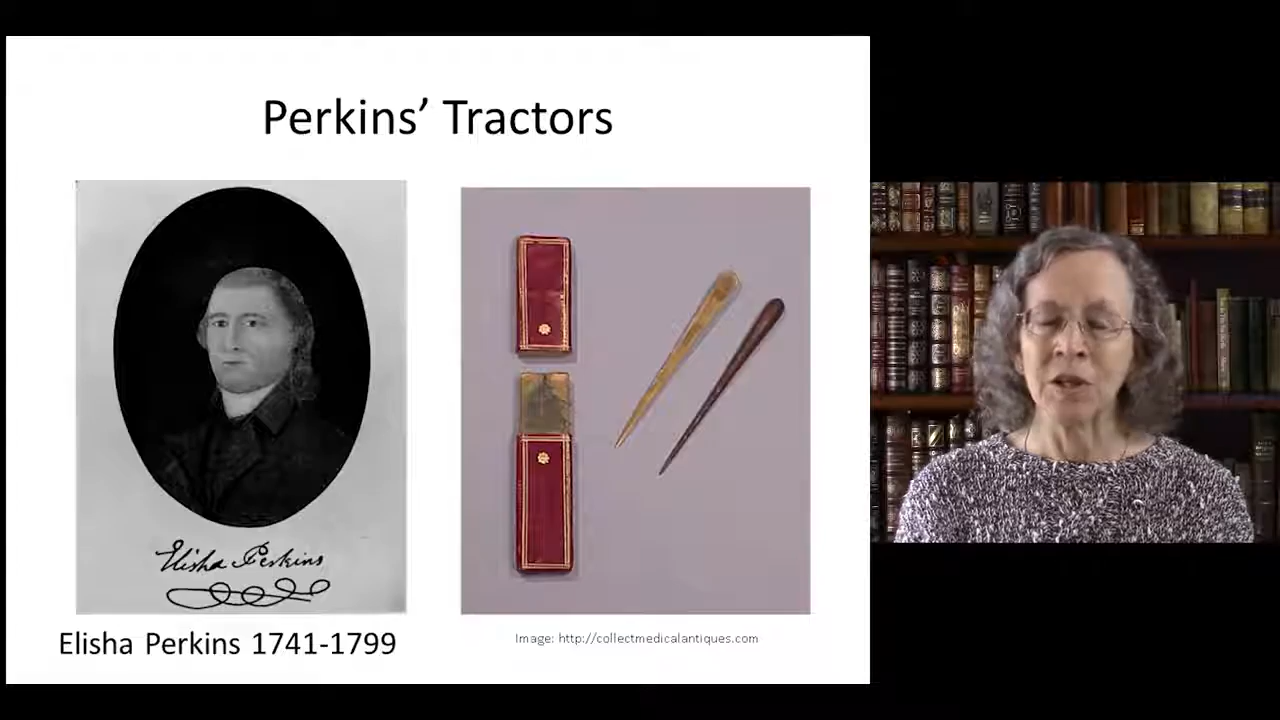 Perkins’ Tractors
Elisha Perkins
Elisha Perkins 1741-1799
Image: http://collectmedicalantiques.com